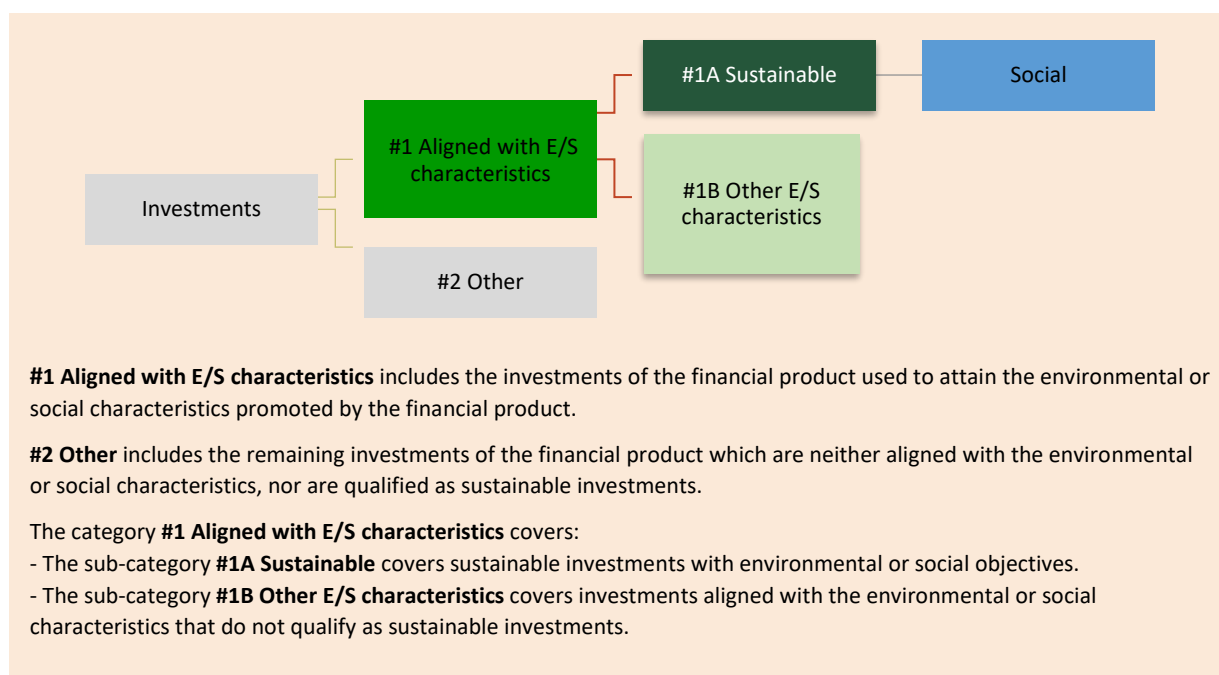 #1A Sustainable
Social
#1 Aligned with E/S
characteristics
#1B Other E/S
characteristics
Investments
#2 Other
#1 Aligned with E/S characteristics includes the investments of the financial product used to attain the environmental or
social characteristics promoted by the financial product.
#2 Other includes the remaining investments of the financial product which are neither aligned with the environmental
or social characteristics, nor are qualified as sustainable investments.
The category #1 Aligned with E/S characteristics covers:
- The sub-category #1A Sustainable covers sustainable investments with environmental or social objectives.
- The sub-category #1B Other E/S characteristics covers investments aligned with the environmental or social
characteristics that do not qualify as sustainable investments.